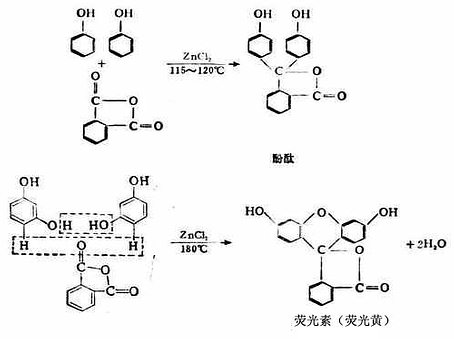 OH OH
+
O
C
O
C=O
ZnCl₂
115~120℃
OH OH
C
O
C=O
酚酞
OH
OH
H
OH
HO
H
O
C
O
C=O
ZnCl₂
180℃
HO
O
OH
C
O
C=O
+2H₂O
荧光素（荧光黄）